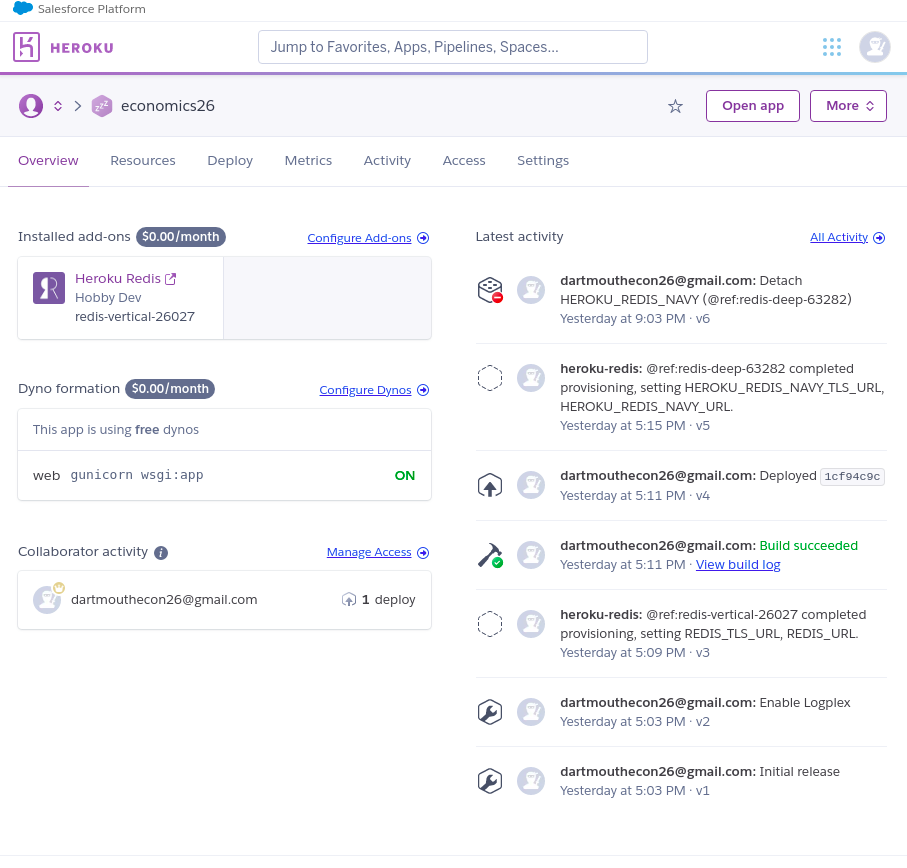 Salesforce Platform
HEROKU
Jump to Favorites, Apps, Pipelines, Spaces...
economics26
Open app
More
Overview
Resources
Deploy
Metrics
Activity
Access
Settings
Installed add-ons $0.00/month
Configure Add-ons
Heroku Redis
Hobby Dev
redis-vertical-26027
Dyno formation $0.00/month
Configure Dynos
This app is using free dynos
web gunicorn wsgi:app ON
Collaborator activity i
Manage Access
dartmouthecon26@gmail.com 1 deploy
Latest activity
All Activity
dartmouthecon26@gmail.com: Detach
HEROKU_REDIS_NAVY (@ref:redis-deep-63282)
Yesterday at 9:03 PM · v6
heroku-redis: @ref:redis-deep-63282 completed
provisioning, setting HEROKU_REDIS_NAVY_TLS_URL,
HEROKU_REDIS_NAVY_URL.
Yesterday at 5:15 PM · v5
dartmouthecon26@gmail.com: Deployed 1cf94c9c
Yesterday at 5:11 PM · v4
dartmouthecon26@gmail.com: Build succeeded
Yesterday at 5:11 PM · View build log
heroku-redis: @ref:redis-vertical-26027 completed
provisioning, setting REDIS_TLS_URL, REDIS_URL.
Yesterday at 5:09 PM · v3
dartmouthecon26@gmail.com: Enable Logplex
Yesterday at 5:03 PM · v2
dartmouthecon26@gmail.com: Initial release
Yesterday at 5:03 PM · v1